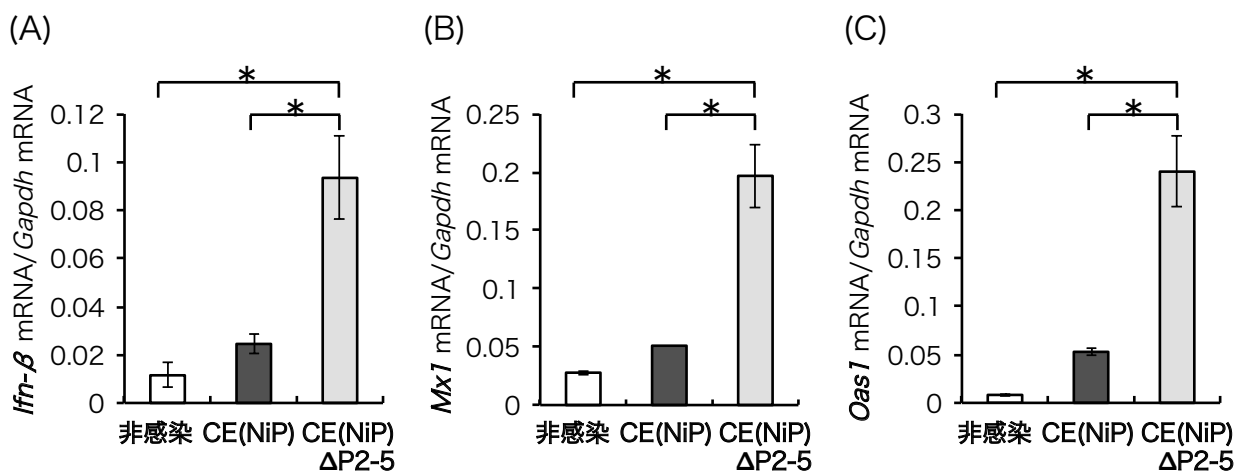 (A)
*
*
Ifn-β mRNA/Gapdh mRNA
0.12
0.1
0.08
0.06
0.04
0.02
0
非感染 CE(NiP) CE(NiP)
ΔP2-5
(B)
*
*
Mx1 mRNA/Gapdh mRNA
0.25
0.2
0.15
0.1
0.05
0
非感染 CE(NiP) CE(NiP)
ΔP2-5
(C)
*
*
Oas1 mRNA/Gapdh mRNA
0.3
0.25
0.2
0.15
0.1
0.05
0
非感染 CE(NiP) CE(NiP)
ΔP2-5